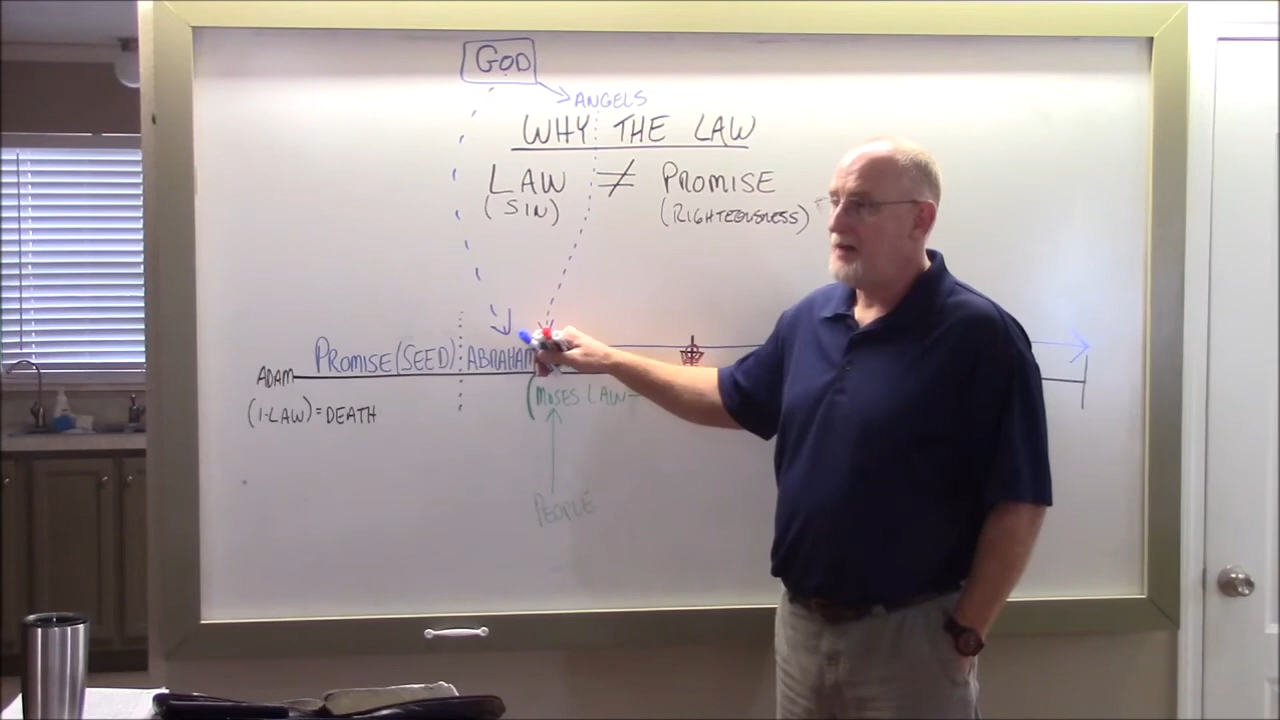 GOD
ANGELS
WHY THE LAW
LAW ≠ PROMISE
(SIN) (RIGHTEOUSNESS)
PROMISE (SEED) ABRAHAM
ADAM
(MOSES LAW
(1-LAW) = DEATH
PEOPLE